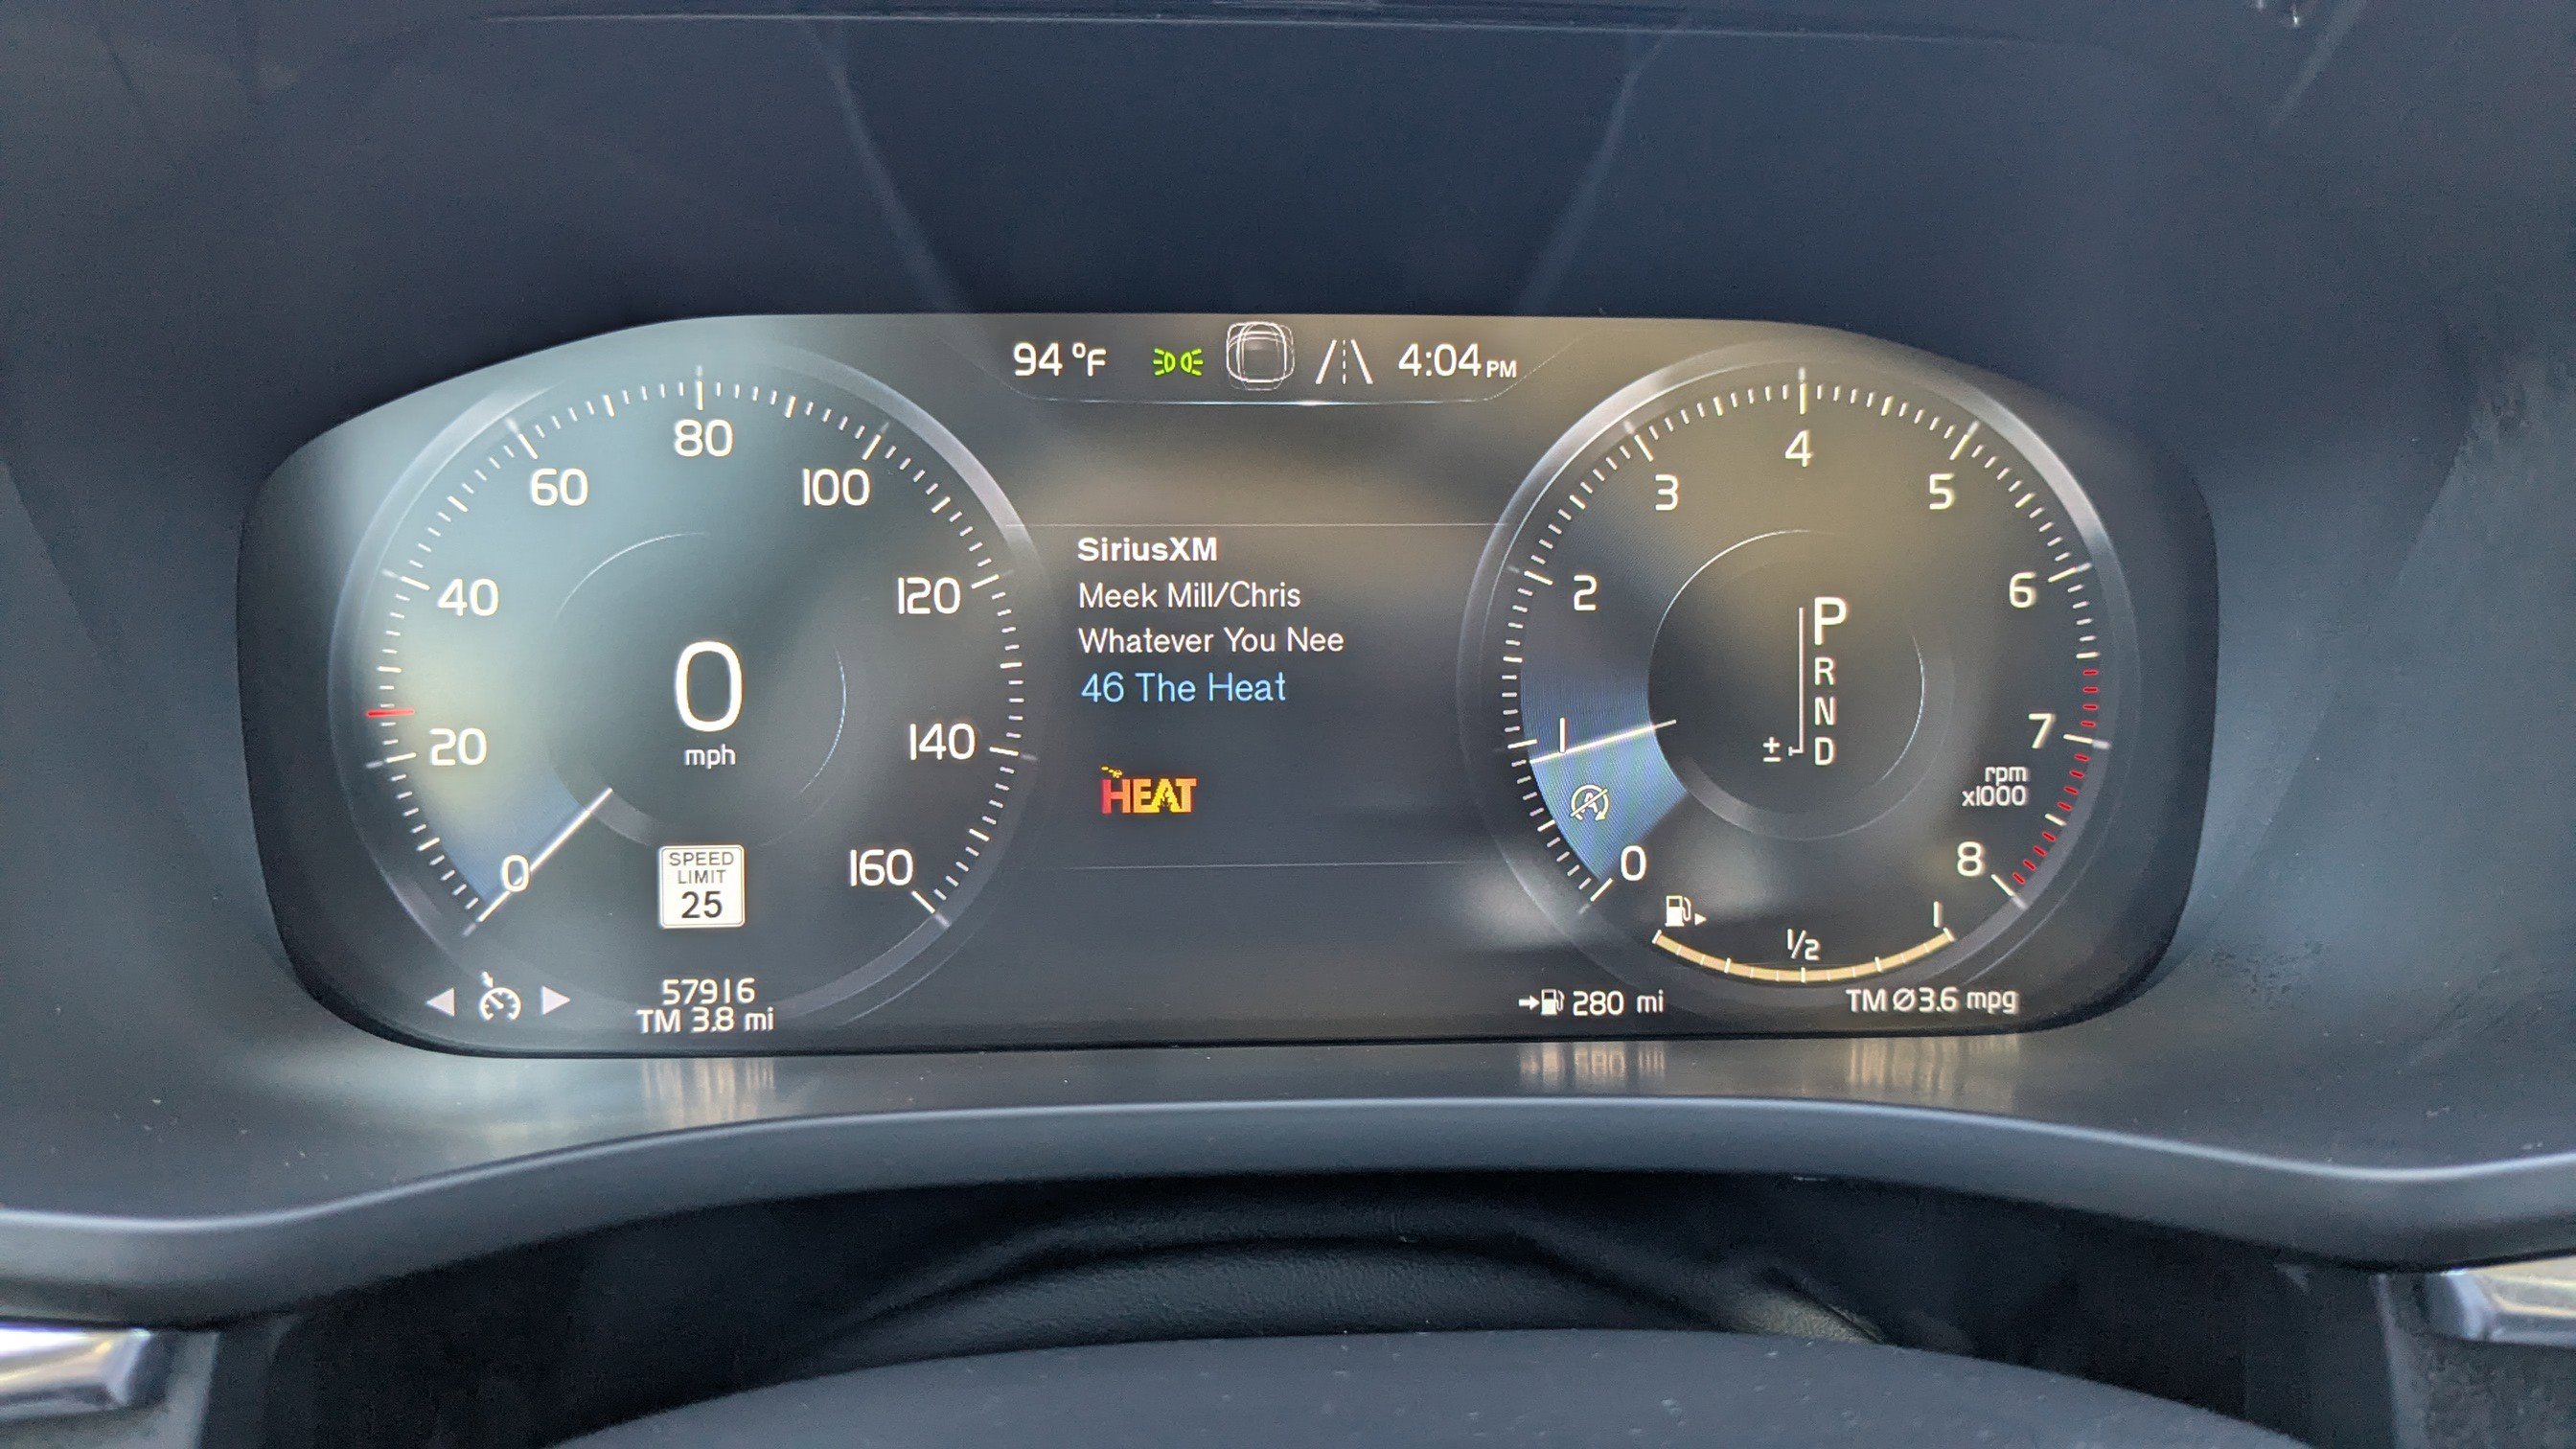 94 °F 4:04 PM
80
60 100
40 120
20 140
0 160
0
mph
SPEED
LIMIT
25
57916
TM 3.8 mi
SiriusXM
Meek Mill/Chris
Whatever You Nee
46 The Heat
HEAT
4
3 5
2 6
1 7
0 8
rpm
x1000
P
R
N
± D
A
1/2 1
280 mi
TM Ø 3.6 mpg